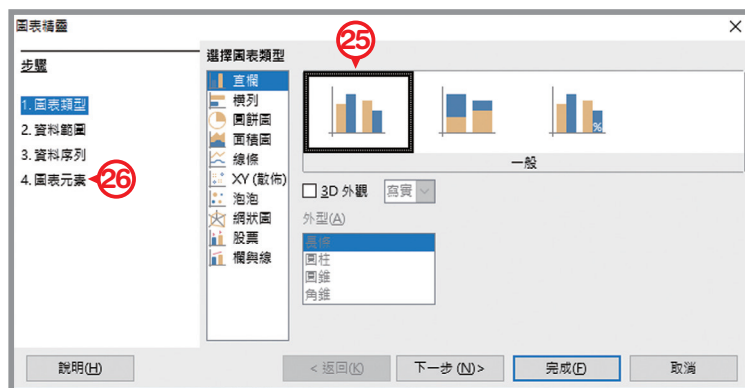 圖表精靈
步驟
1. 圖表類型
2. 資料範圍
3. 資料序列
4. 圖表元素
26
選擇圖表類型
直欄
橫列
圓餅圖
面積圖
線條
XY (散佈)
泡泡
網狀圖
股票
欄與線
25
%
一般
3D 外觀
寫實
外型(A)
長條
圓柱
圓錐
角錐
說明(H)
< 返回(K)
下一步 (N)>
完成(F)
取消